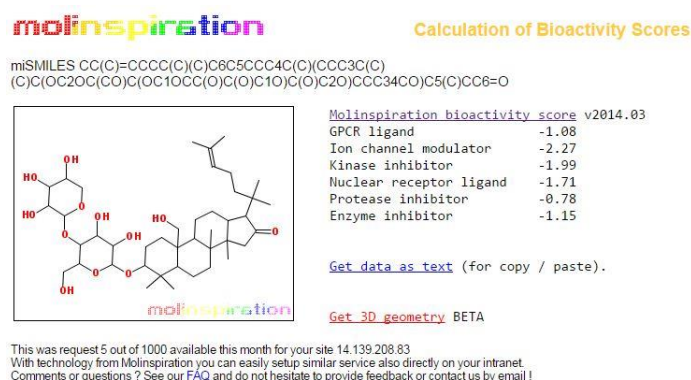 molinspiration
Calculation of Bioactivity Scores
miSMILES CC(C)=CCCC(C)(C)C6C5CCC4C(C)(CCC3C(C)
(C)C(OC2OC(CO)C(OC1OCC(O)C(O)C1O)C(O)C2O)CCC34CO)C5(C)CC6=O
Molinspiration bioactivity score v2014.03
GPCR ligand -1.08
Ion channel modulator -2.27
Kinase inhibitor -1.99
Nuclear receptor ligand -1.71
Protease inhibitor -0.78
Enzyme inhibitor -1.15
Get data as text (for copy / paste).
Get 3D geometry BETA
OH
HO
O
HO
OH
HO
O
O
OH
O
O
OH
molinspiration
This was request 5 out of 1000 available this month for your site 14.139.208.83
With technology from Molinspiration you can easily setup similar service also directly on your intranet.
Comments or questions ? See our FAQ and do not hesitate to provide feedback or contact us by email !